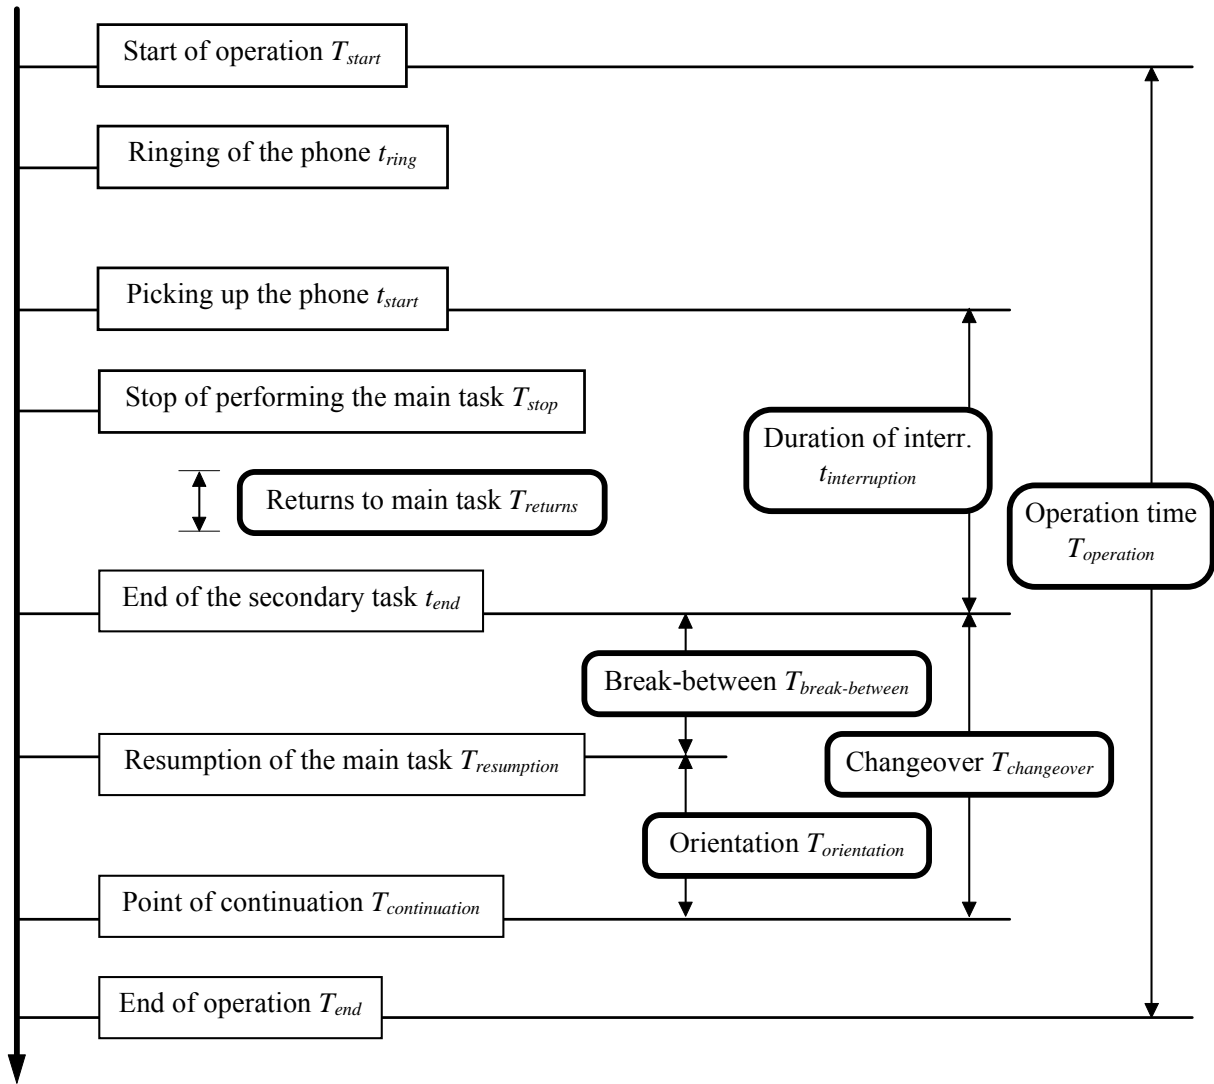 Start of operation T_start
Ringing of the phone t_ring
Picking up the phone t_start
Stop of performing the main task T_stop
Duration of interr.
t_interruption
Returns to main task T_returns
Operation time
T_operation
End of the secondary task t_end
Break-between T_break-between
Resumption of the main task T_resumption
Changeover T_changeover
Orientation T_orientation
Point of continuation T_continuation
End of operation T_end